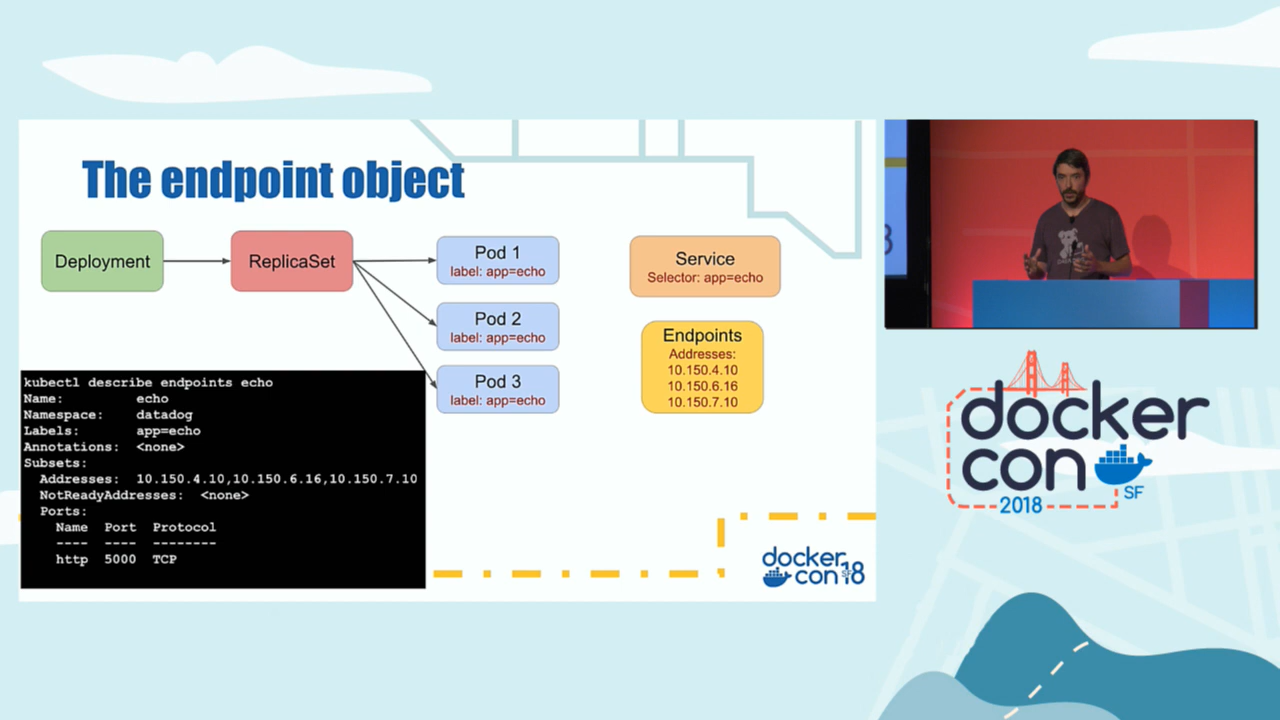 The endpoint object
Deployment
ReplicaSet
Pod 1
label: app=echo
Pod 2
label: app=echo
Pod 3
label: app=echo
Service
Selector: app=echo
Endpoints
Addresses:
10.150.4.10
10.150.6.16
10.150.7.10
kubectl describe endpoints echo
Name: echo
Namespace: datadog
Labels: app=echo
Annotations: <none>
Subsets:
Addresses: 10.150.4.10,10.150.6.16,10.150.7.10
NotReadyAddresses: <none>
Ports:
Name Port Protocol
---- ---- --------
http 5000 TCP
docker
con SF 18
8
docker
con
SF
2018